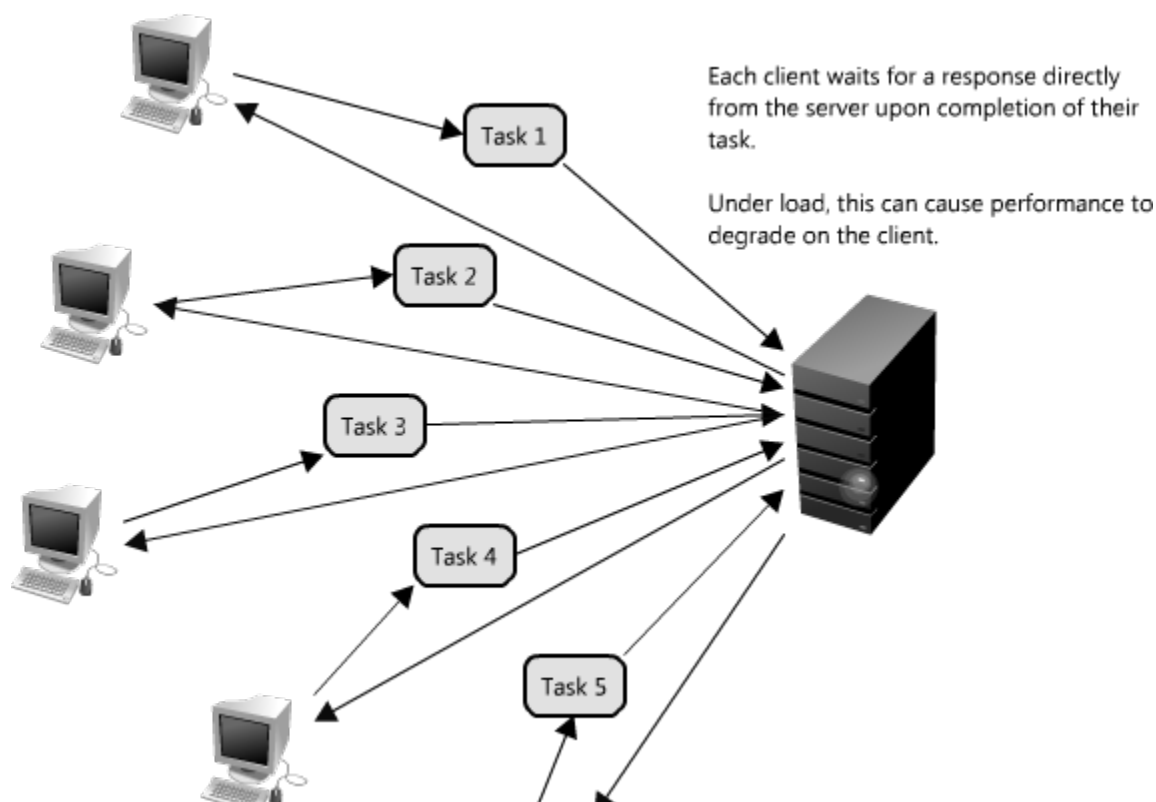 Each client waits for a response directly
from the server upon completion of their
task.
Under load, this can cause performance to
degrade on the client.
Task 1
Task 2
Task 3
Task 4
Task 5